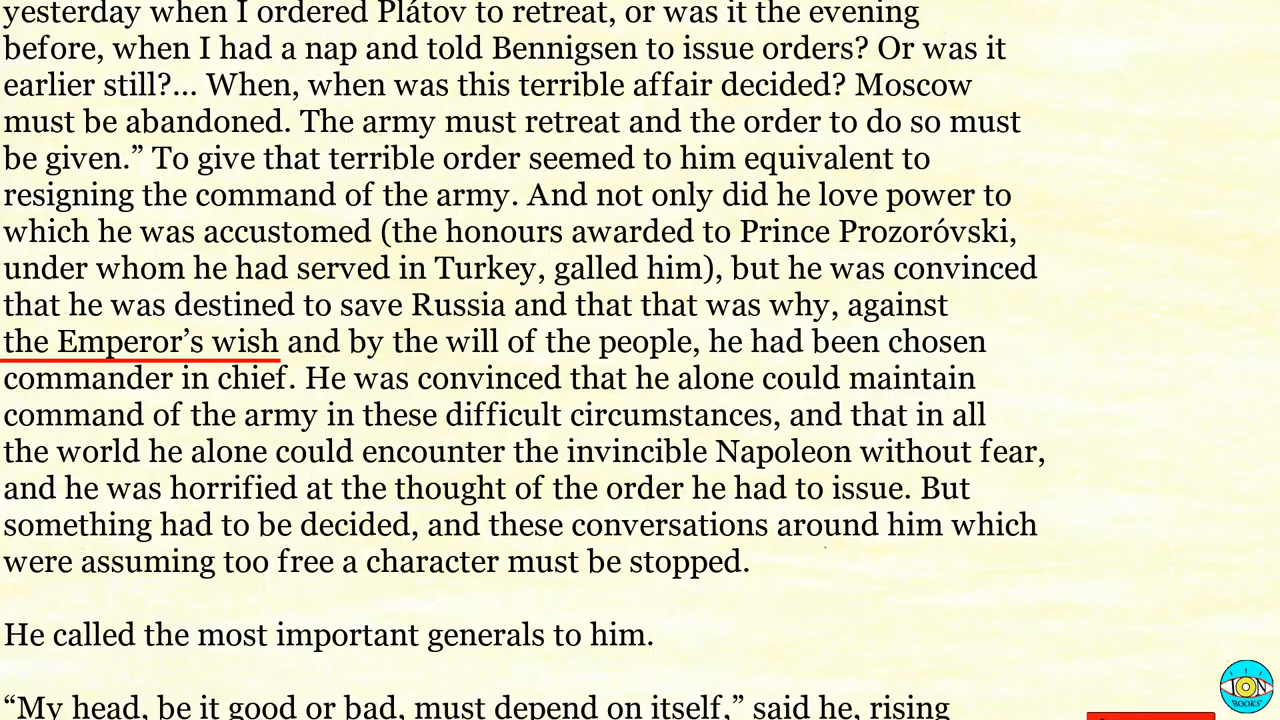 yesterday when I ordered Plátov to retreat, or was it the evening
before, when I had a nap and told Bennigsen to issue orders? Or was it
earlier still?... When, when was this terrible affair decided? Moscow
must be abandoned. The army must retreat and the order to do so must
be given.” To give that terrible order seemed to him equivalent to
resigning the command of the army. And not only did he love power to
which he was accustomed (the honours awarded to Prince Prozoróvski,
under whom he had served in Turkey, galled him), but he was convinced
that he was destined to save Russia and that that was why, against
the Emperor’s wish and by the will of the people, he had been chosen
commander in chief. He was convinced that he alone could maintain
command of the army in these difficult circumstances, and that in all
the world he alone could encounter the invincible Napoleon without fear,
and he was horrified at the thought of the order he had to issue. But
something had to be decided, and these conversations around him which
were assuming too free a character must be stopped.
He called the most important generals to him.
“My head, be it good or bad, must depend on itself,” said he, rising
ION
BOOKS